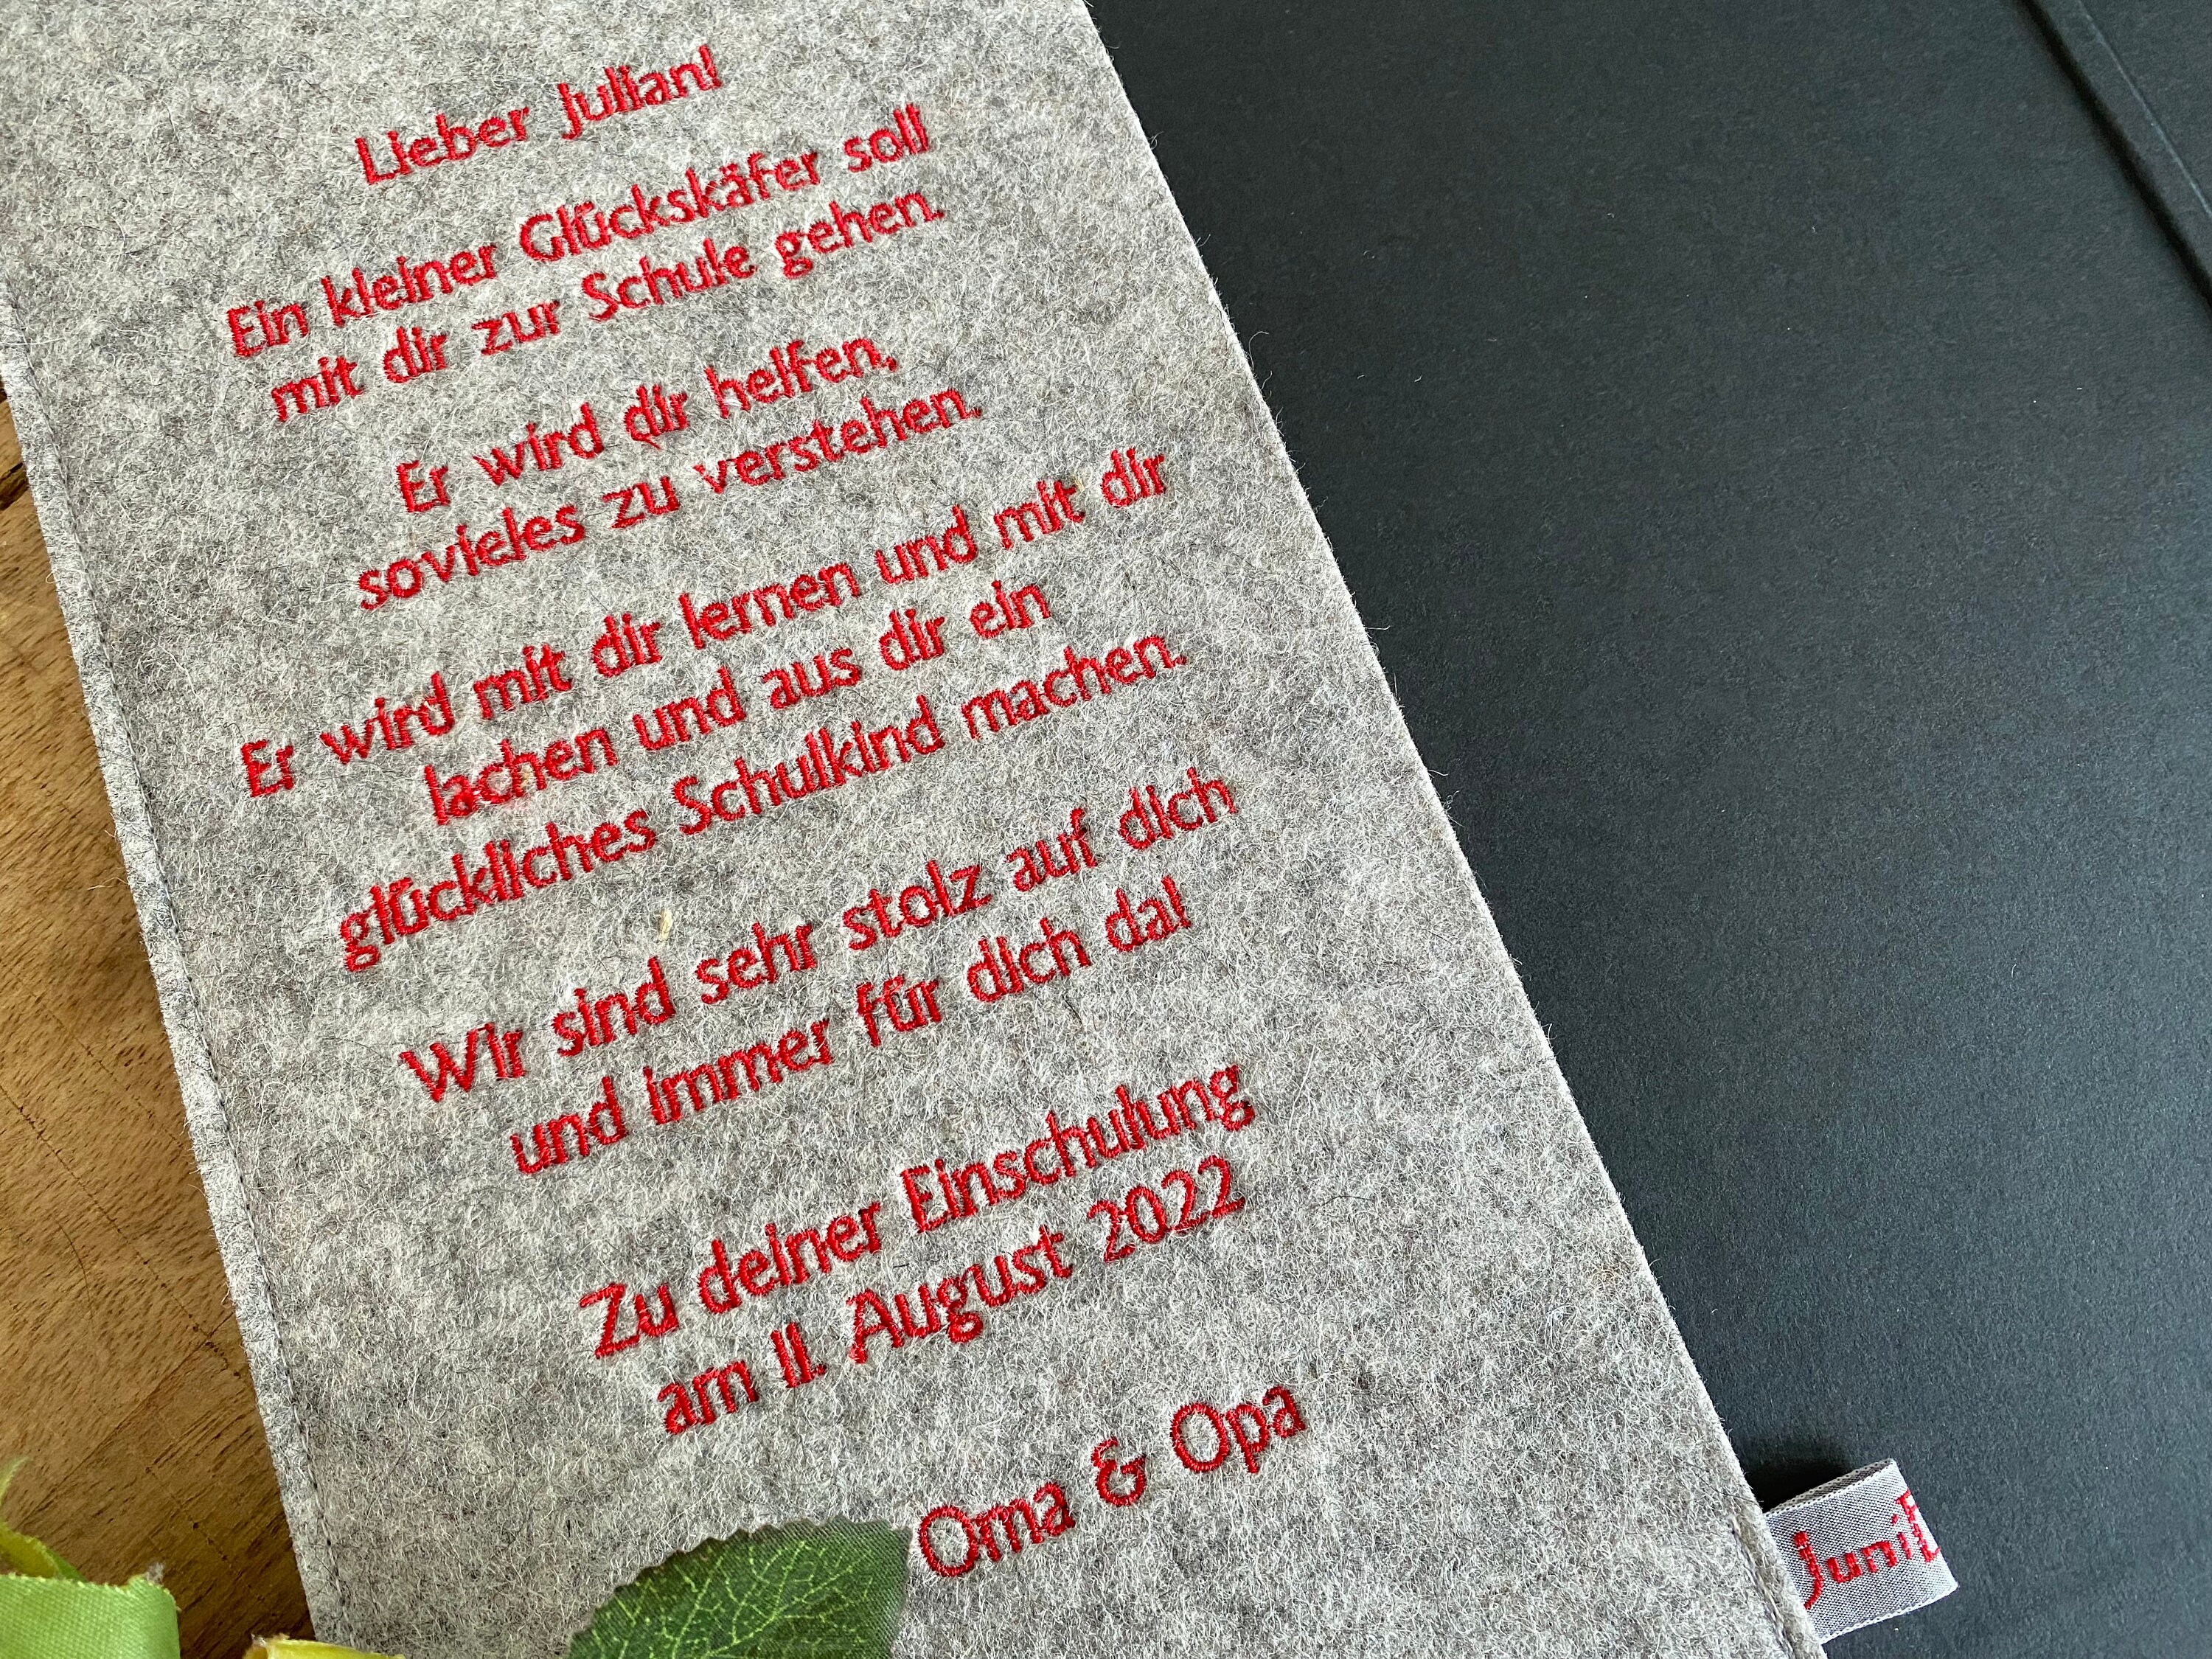 Lieber Julian!
Ein kleiner Glückskäfer soll
mit dir zur Schule gehen.
Er wird dir helfen,
sovieles zu verstehen.
Er wird mit dir lernen und mit dir
lachen und aus dir ein
glückliches Schulkind machen.
Wir sind sehr stolz auf dich
und immer für dich da!
Zu deiner Einschulung
am 11. August 2022
Oma & Opa